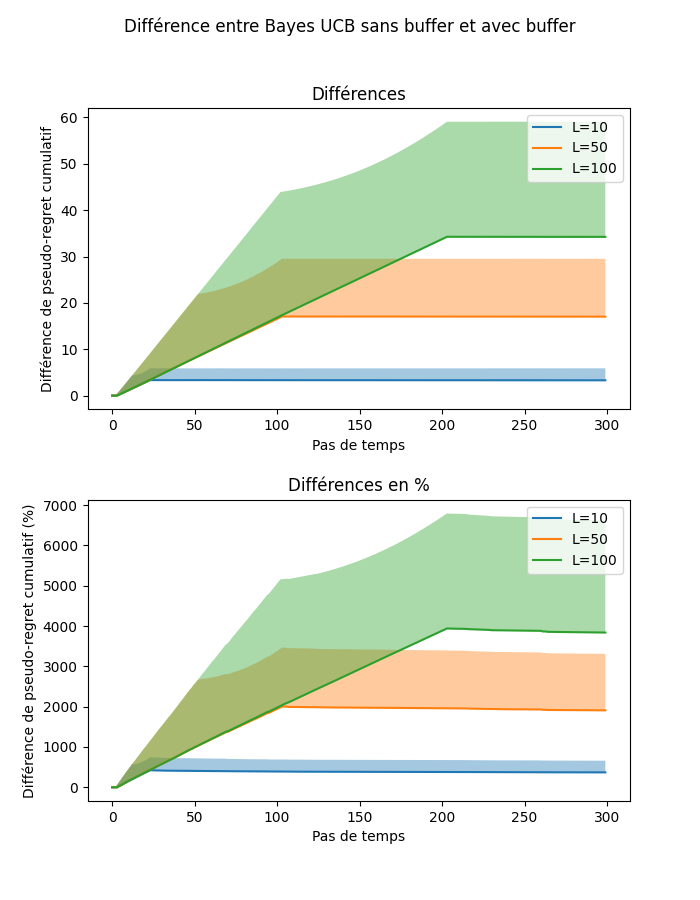 Différence entre Bayes UCB sans buffer et avec buffer
Différences
Différence de pseudo-regret cumulatif
60
50
40
30
20
10
0
L=10
L=50
L=100
0 50 100 150 200 250 300
Pas de temps
Différences en %
Différence de pseudo-regret cumulatif (%)
7000
6000
5000
4000
3000
2000
1000
0
L=10
L=50
L=100
0 50 100 150 200 250 300
Pas de temps